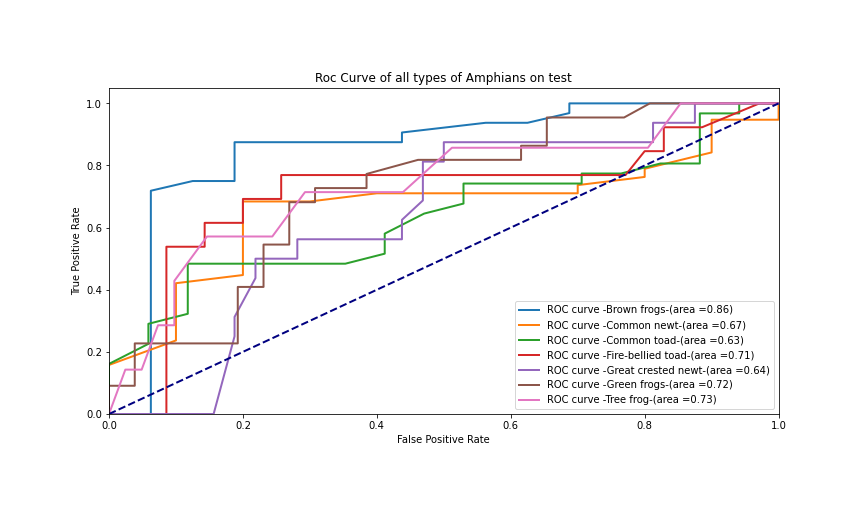 Roc Curve of all types of Amphians on test
1.0
0.8
0.6
0.4
0.2
0.0
True Positive Rate
ROC curve -Brown frogs-(area =0.86)
ROC curve -Common newt-(area =0.67)
ROC curve -Common toad-(area =0.63)
ROC curve -Fire-bellied toad-(area =0.71)
ROC curve -Great crested newt-(area =0.64)
ROC curve -Green frogs-(area =0.72)
ROC curve -Tree frog-(area =0.73)
0.0 0.2 0.4 0.6 0.8 1.0
False Positive Rate